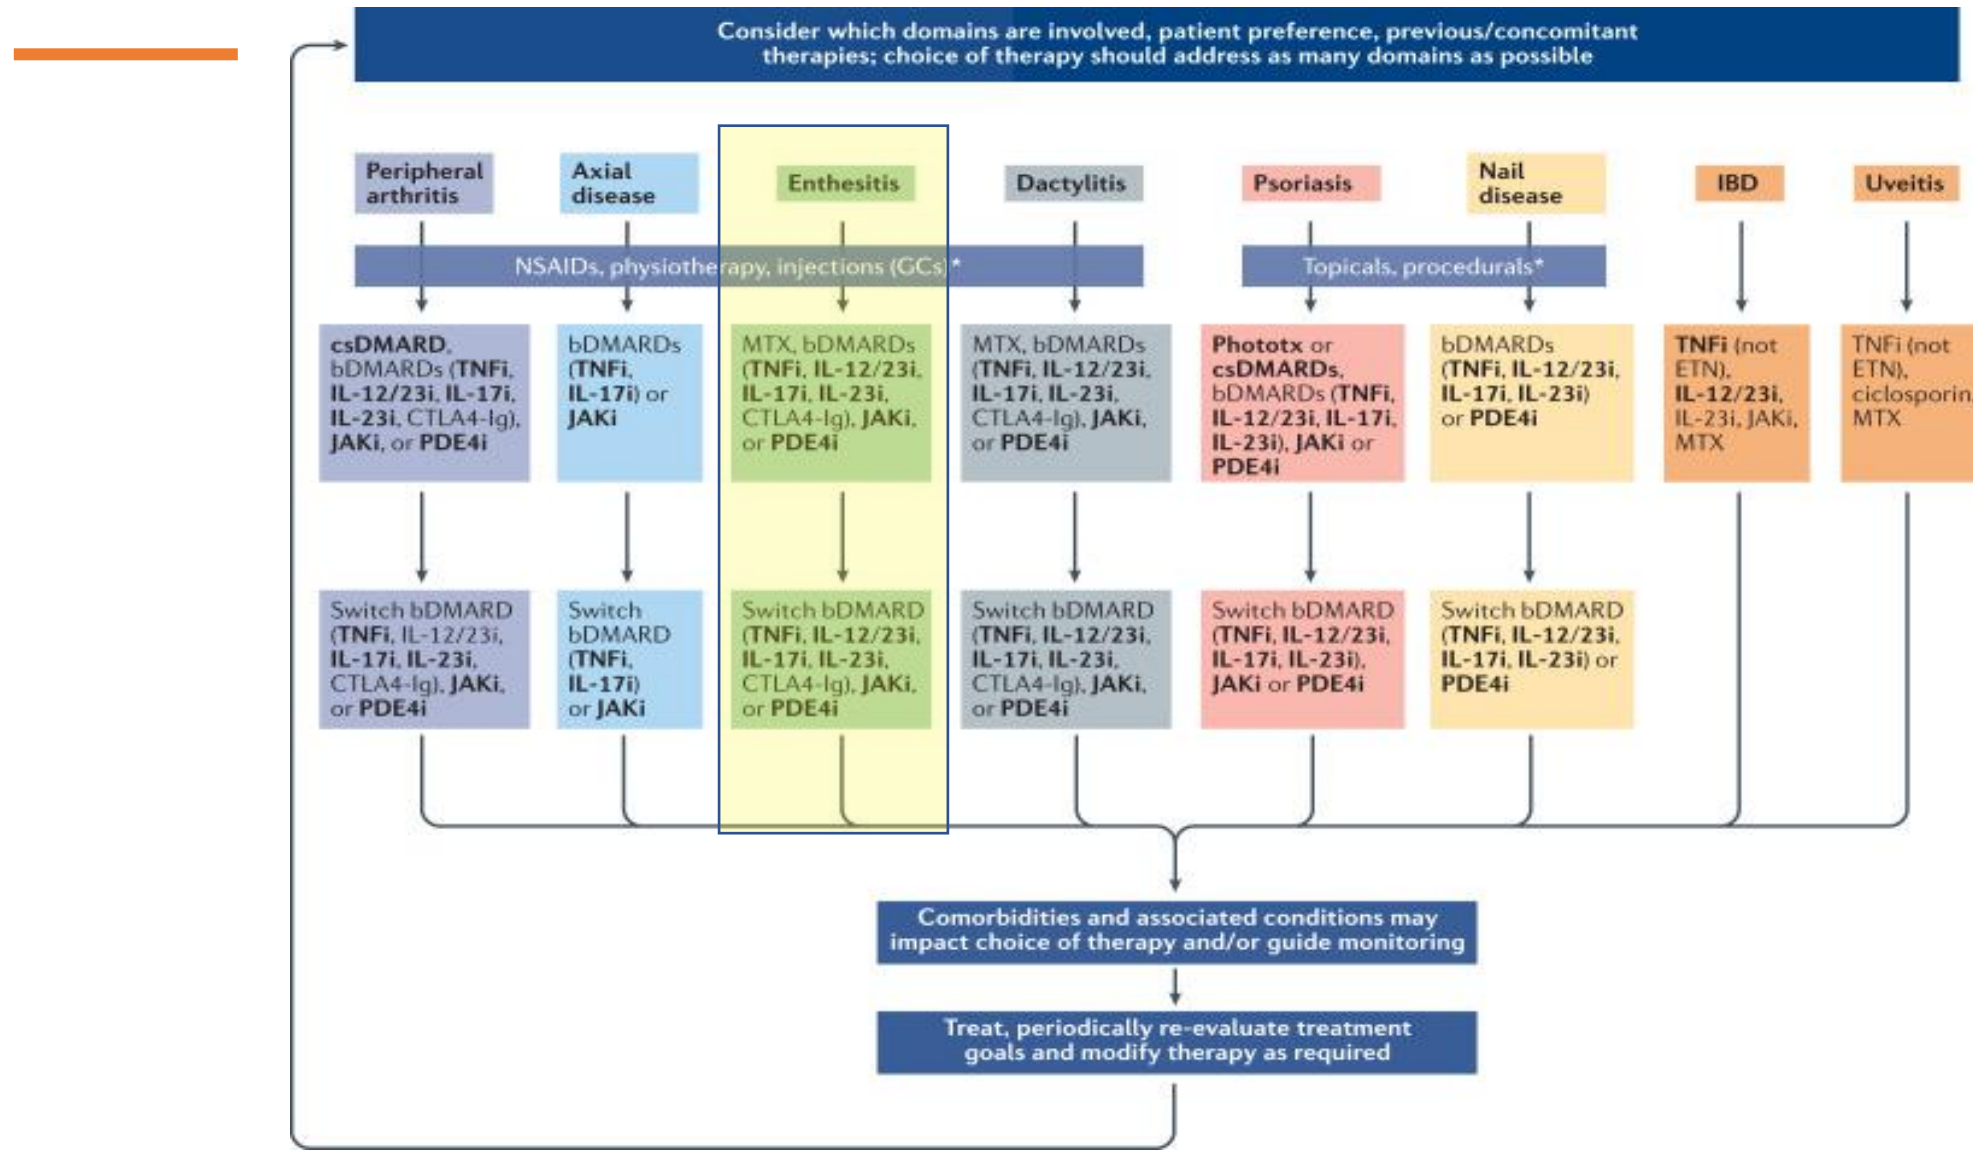 Consider which domains are involved, patient preference, previous/concomitant
therapies; choice of therapy should address as many domains as possible
Peripheral
arthritis
Axial
disease
Enthesitis
Dactylitis
Psoriasis
Nail
disease
IBD
Uveitis
NSAIDs, physiotherapy, injections (GCs)*
Topicals, procedurals*
csDMARD,
bDMARDs (TNFi,
IL-12/23i, IL-17i,
IL-23i, CTLA4-Ig),
JAKi, or PDE4i
bDMARDs
(TNFi,
IL-17i) or
JAKi
MTX, bDMARDs
(TNFi, IL-12/23i,
IL-17i, IL-23i,
CTLA4-Ig), JAKi,
or PDE4i
MTX, bDMARDs
(TNFi, IL-12/23i,
IL-17i, IL-23i,
CTLA4-Ig), JAKi,
or PDE4i
Phototx or
csDMARDs,
bDMARDs (TNFi,
IL-12/23i, IL-17i,
IL-23i), JAKi or
PDE4i
bDMARDs
(TNFi, IL-12/23i,
IL-17i, IL-23i)
or PDE4i
TNFi (not
ETN),
IL-12/23i,
IL-23i, JAKi,
MTX
TNFi (not
ETN),
ciclosporin,
MTX
Switch bDMARD
(TNFi, IL-12/23i,
IL-17i, IL-23i,
CTLA4-Ig), JAKi,
or PDE4i
Switch
bDMARD
(TNFi,
IL-17i)
or JAKi
Switch bDMARD
(TNFi, IL-12/23i,
IL-17i, IL-23i,
CTLA4-Ig), JAKi,
or PDE4i
Switch bDMARD
(TNFi, IL-12/23i,
IL-17i, IL-23i,
CTLA4-Ig), JAKi,
or PDE4i
Switch bDMARD
(TNFi, IL-12/23i,
IL-17i, IL-23i),
JAKi or PDE4i
Switch bDMARD
(TNFi, IL-12/23i,
IL-17i, IL-23i) or
PDE4i
Comorbidities and associated conditions may
impact choice of therapy and/or guide monitoring
Treat, periodically re-evaluate treatment
goals and modify therapy as required